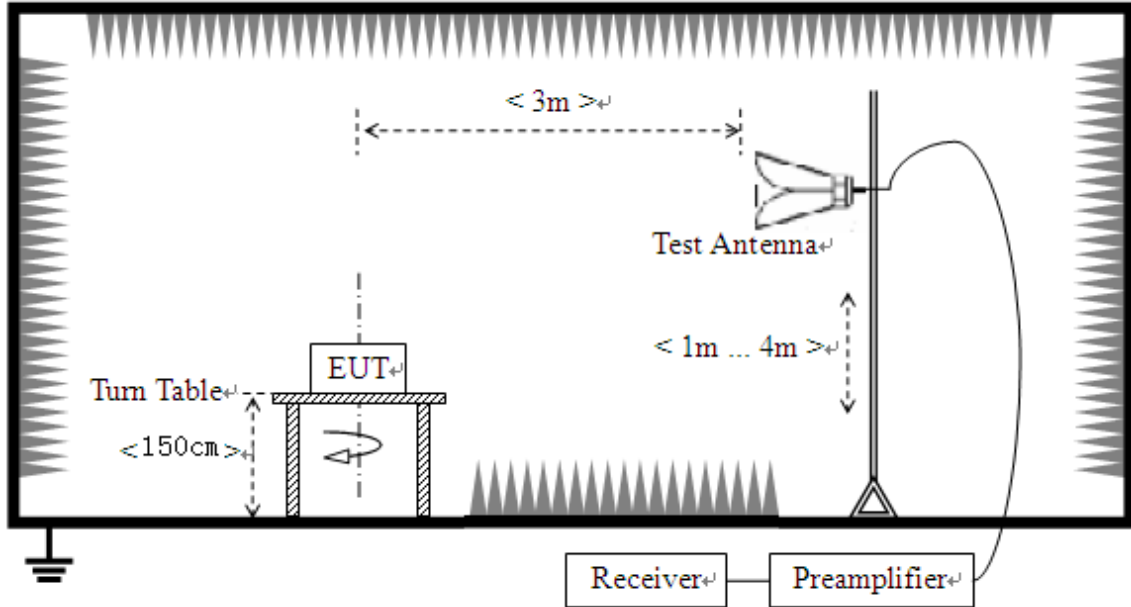 < 3m >
Test Antenna
< 1m ... 4m >
EUT
Turn Table
<150cm >
Receiver
Preamplifier